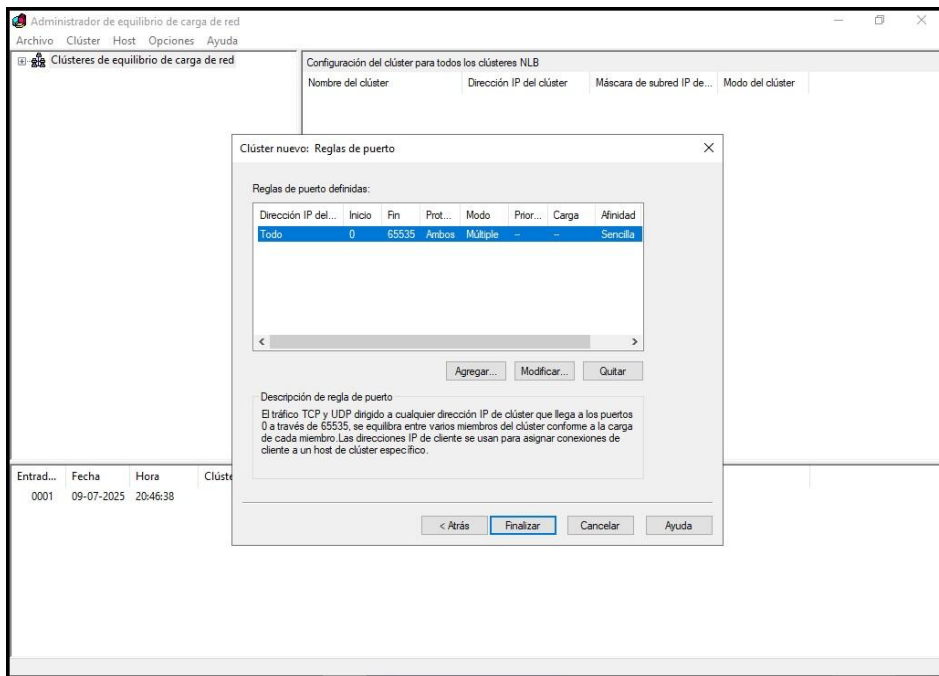 Administrador de equilibrio de carga de red
Archivo Clúster Host Opciones Ayuda
Clústeres de equilibrio de carga de red
Configuración del clúster para todos los clústeres NLB
Nombre del clúster Dirección IP del clúster Máscara de subred IP de... Modo del clúster
Clúster nuevo: Reglas de puerto
Reglas de puerto definidas:
Dirección IP del... Inicio Fin Prot... Modo Prior... Carga Afinidad
Todo 0 65535 Ambos Múltiple -- -- Sencilla
Agregar... Modificar... Quitar
Descripción de regla de puerto
El tráfico TCP y UDP dirigido a cualquier dirección IP de clúster que llega a los puertos
0 a través de 65535, se equilibra entre varios miembros del clúster conforme a la carga
de cada miembro.Las direcciones IP de cliente se usan para asignar conexiones de
cliente a un host de clúster específico.
< Atrás Finalizar Cancelar Ayuda
Entrad... Fecha Hora Clúste
0001 09-07-2025 20:46:38